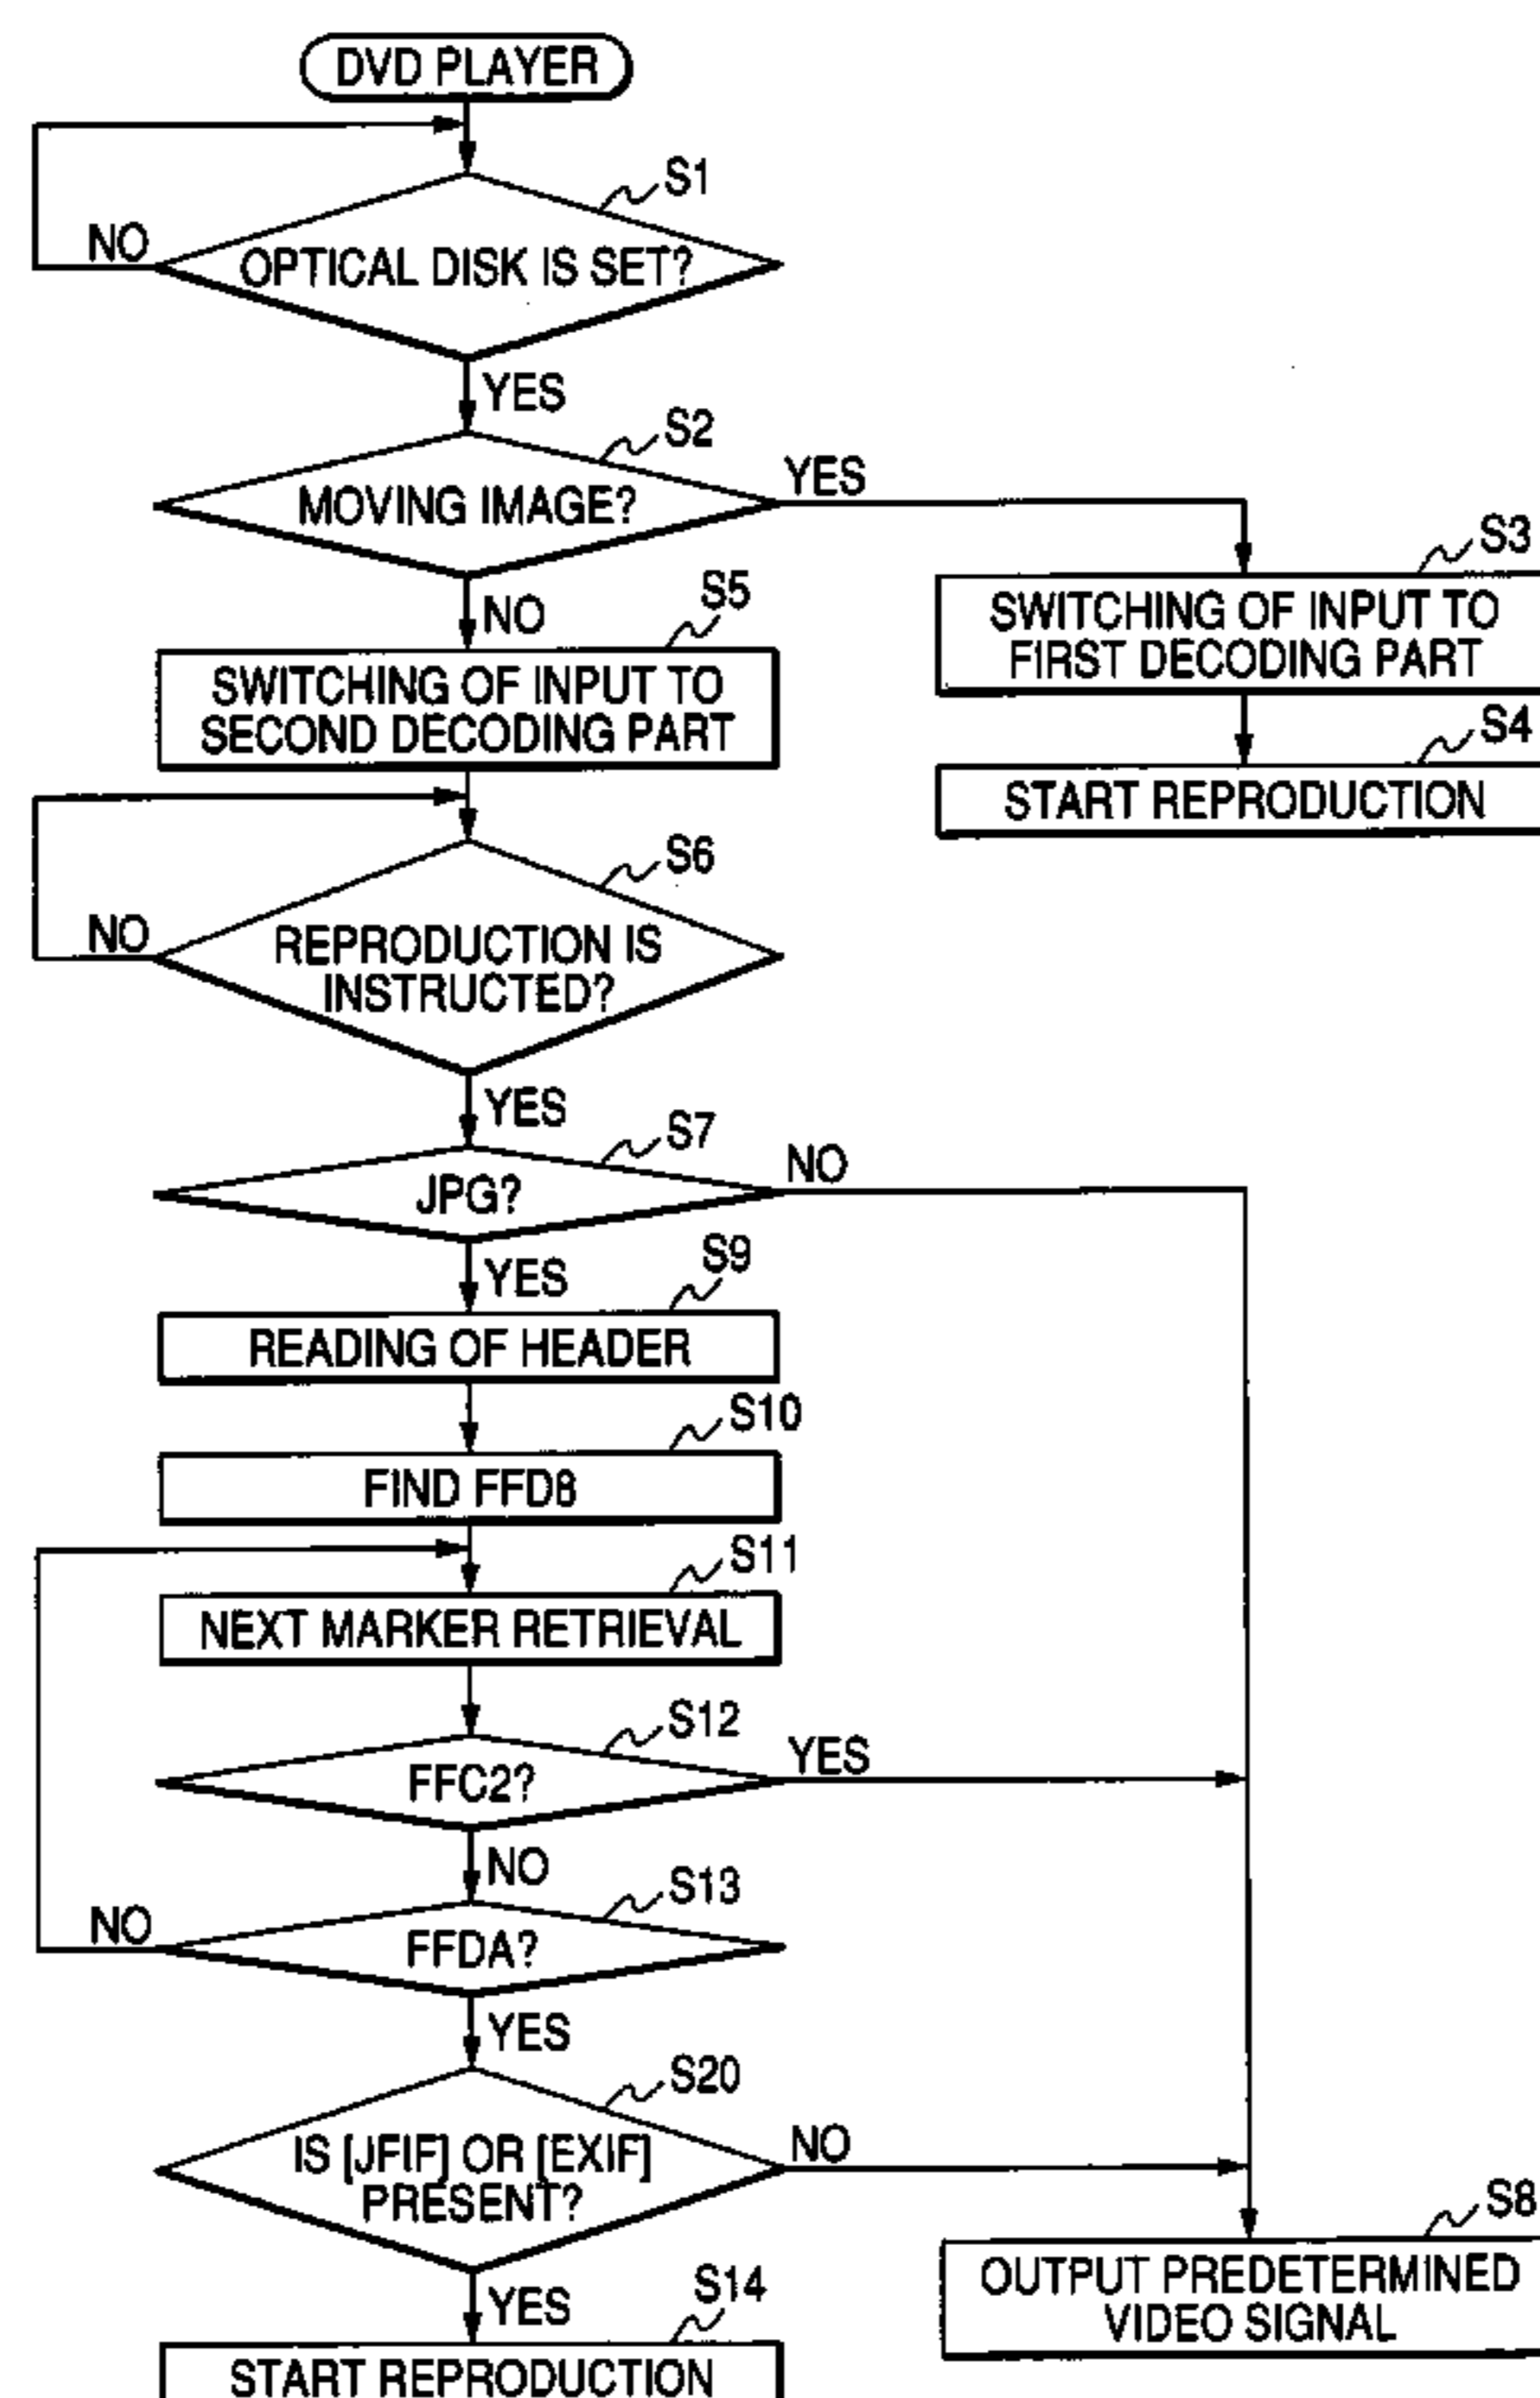 DVD PLAYER
S1
NO
OPTICAL DISK IS SET?
YES
S2
MOVING IMAGE?
YES
S3
SWITCHING OF INPUT TO
FIRST DECODING PART
S4
START REPRODUCTION
NO
S5
SWITCHING OF INPUT TO
SECOND DECODING PART
S6
NO
REPRODUCTION IS
INSTRUCTED?
YES
S7
JPG?
NO
YES
S9
READING OF HEADER
S10
FIND FFD8
S11
NEXT MARKER RETRIEVAL
S12
FFC2?
YES
NO
S13
NO
FFDA?
YES
S20
IS [JFIF] OR [EXIF]
PRESENT?
NO
S8
OUTPUT PREDETERMINED
VIDEO SIGNAL
YES
S14
START REPRODUCTION